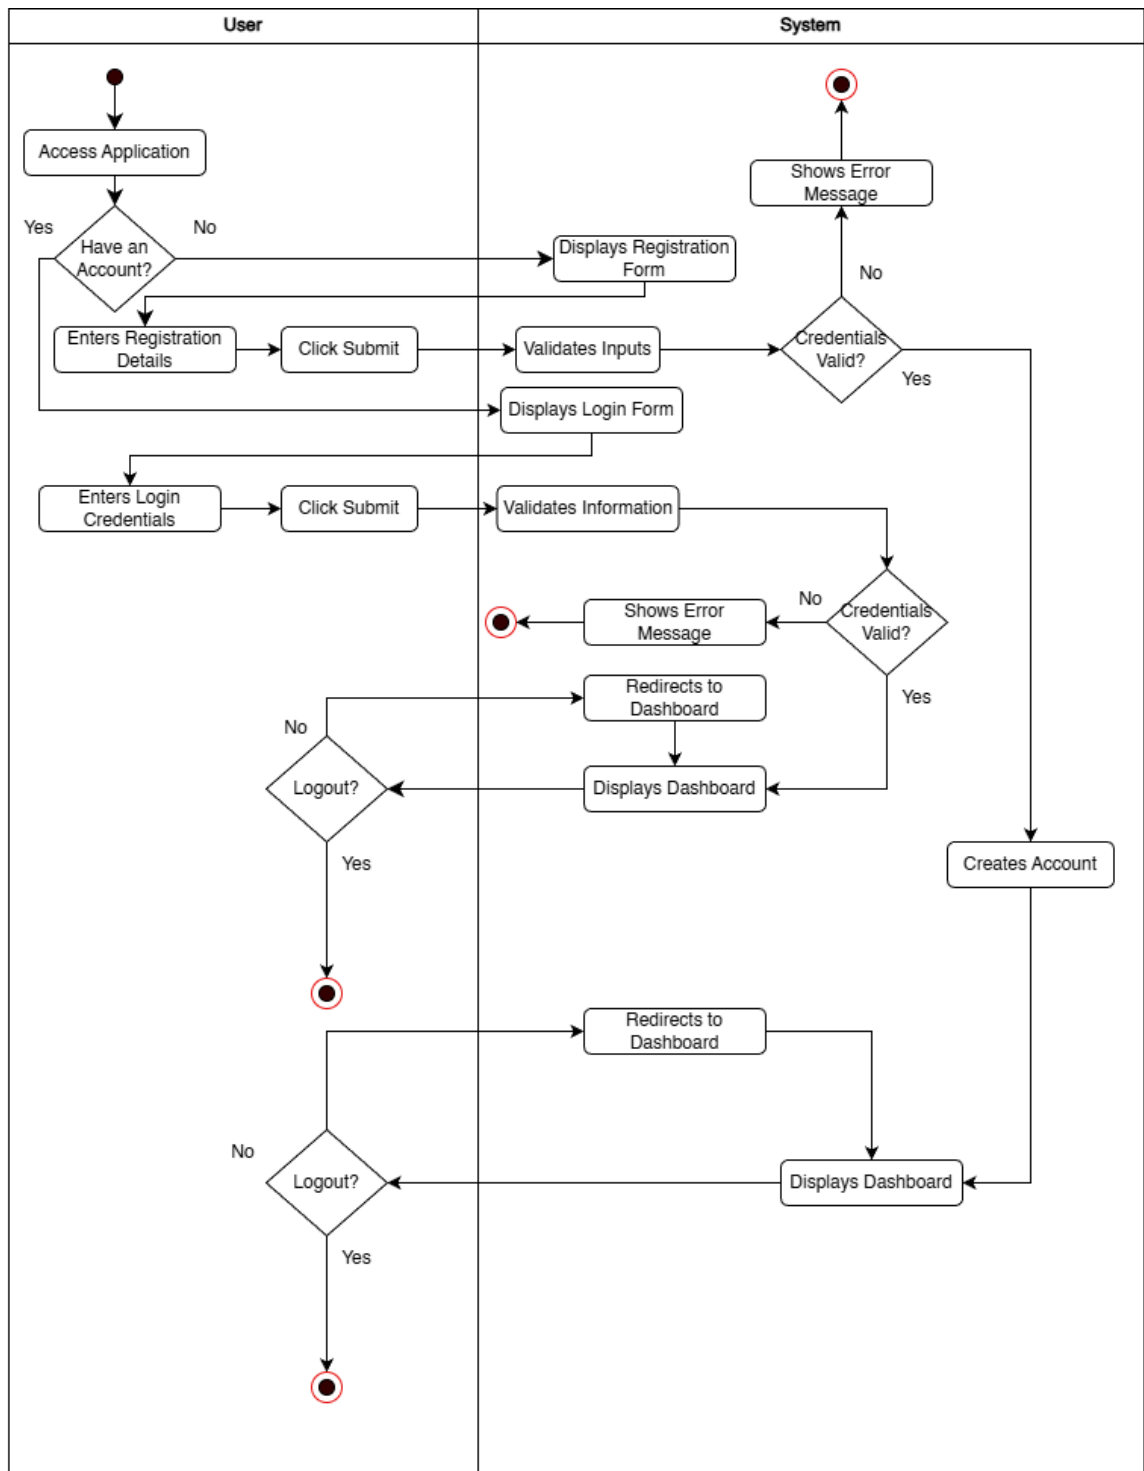 User
System
Access Application
Shows Error
Message
Yes
No
Have an
Account?
Displays Registration
Form
No
Enters Registration
Details
Click Submit
Validates Inputs
Credentials
Valid?
Yes
Displays Login Form
Enters Login
Credentials
Click Submit
Validates Information
Shows Error
Message
No
Credentials
Valid?
Redirects to
Dashboard
Yes
No
Logout?
Displays Dashboard
Yes
Creates Account
Redirects to
Dashboard
No
Logout?
Displays Dashboard
Yes